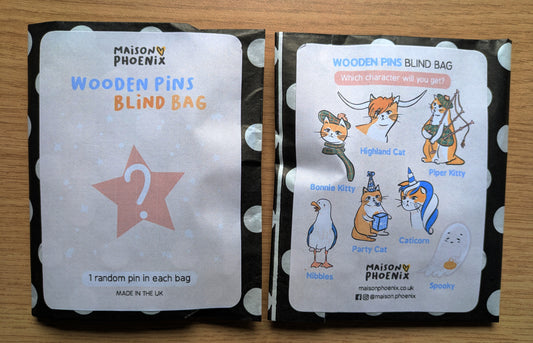 MAISON
PHOENIX
WOODEN PINS
BLIND BAG
?
1 random pin in each bag
MADE IN THE UK
WOODEN PINS BLIND BAG
Which character will you get?
Highland Cat
Piper Kitty
Bonnie Kitty
Party Cat
Caticorn
Nibbles
Spooky
MAISON
PHOENIX
maisonphoenix.co.uk
@maison.phoenix